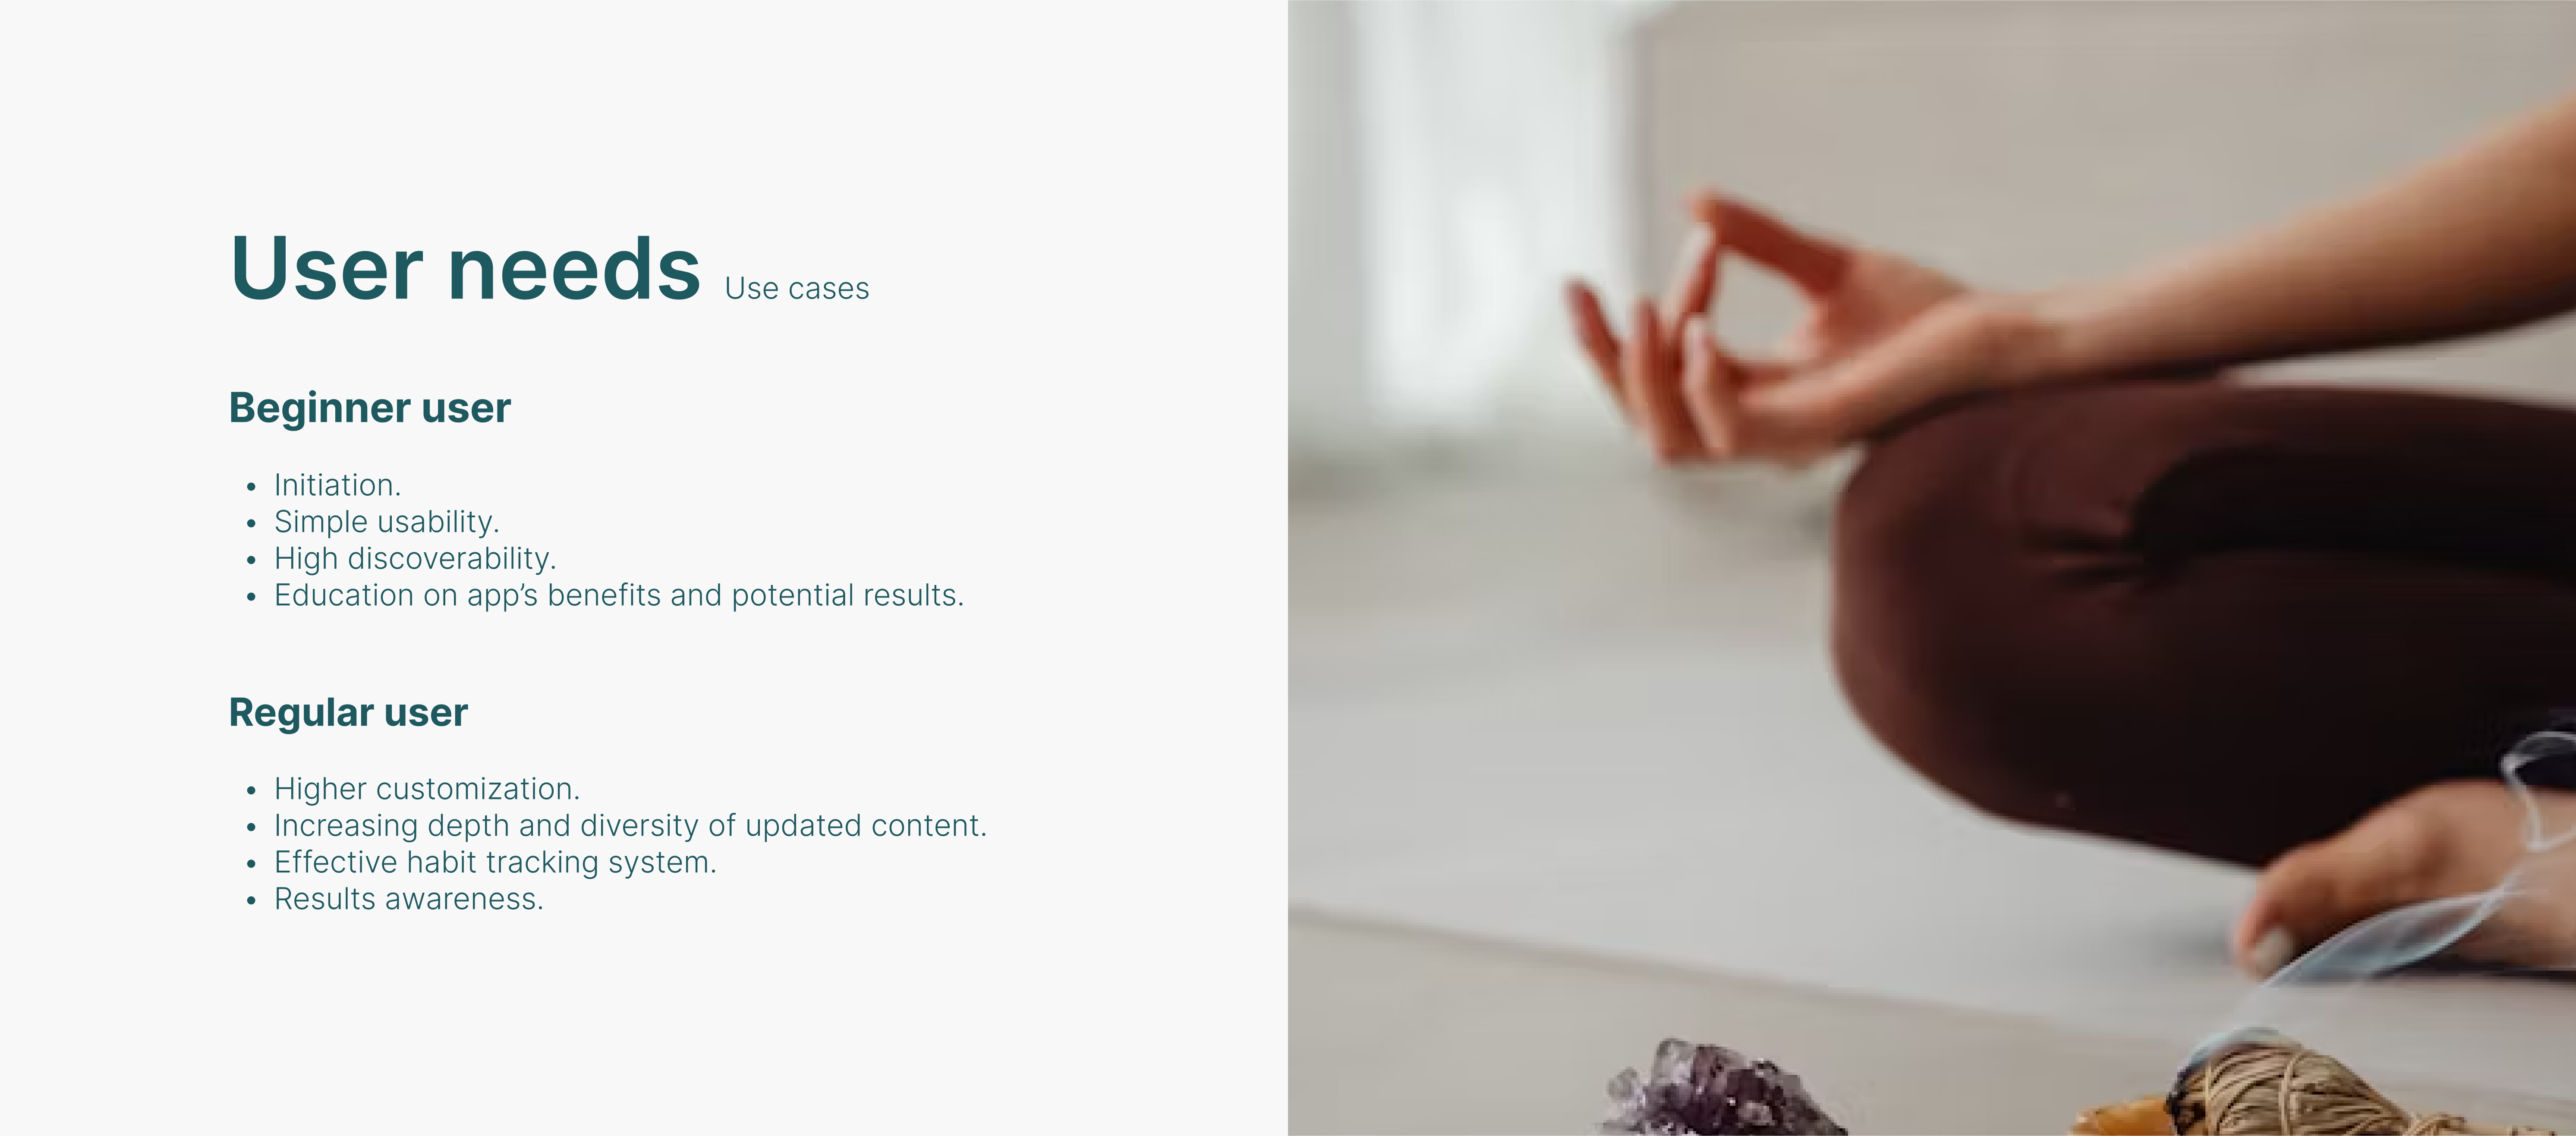 User needs Use cases
Beginner user
• Initiation.
• Simple usability.
• High discoverability.
• Education on app’s benefits and potential results.
Regular user
• Higher customization.
• Increasing depth and diversity of updated content.
• Effective habit tracking system.
• Results awareness.